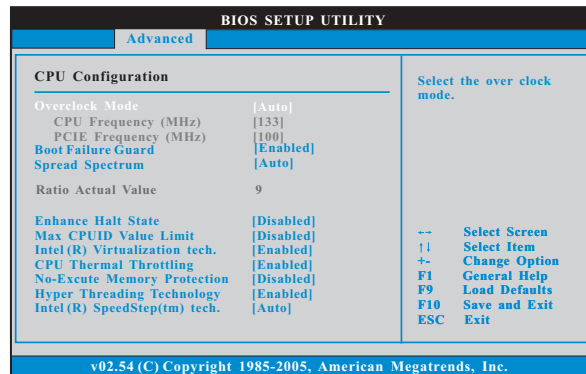 BIOS SETUP UTILITY
Advanced
CPU Configuration
Overclock Mode [Auto]
CPU Frequency (MHz) [133]
PCIE Frequency (MHz) [100]
Boot Failure Guard [Enabled]
Spread Spectrum [Auto]
Ratio Actual Value 9
Enhance Halt State [Disabled]
Max CPUID Value Limit [Disabled]
Intel (R) Virtualization tech. [Enabled]
CPU Thermal Throttling [Enabled]
No-Excute Memory Protection [Disabled]
Hyper Threading Technology [Enabled]
Intel (R) SpeedStep(tm) tech. [Auto]
Select the over clock
mode.
←→ Select Screen
↑↓ Select Item
+- Change Option
F1 General Help
F9 Load Defaults
F10 Save and Exit
ESC Exit
v02.54 (C) Copyright 1985-2005, American Megatrends, Inc.